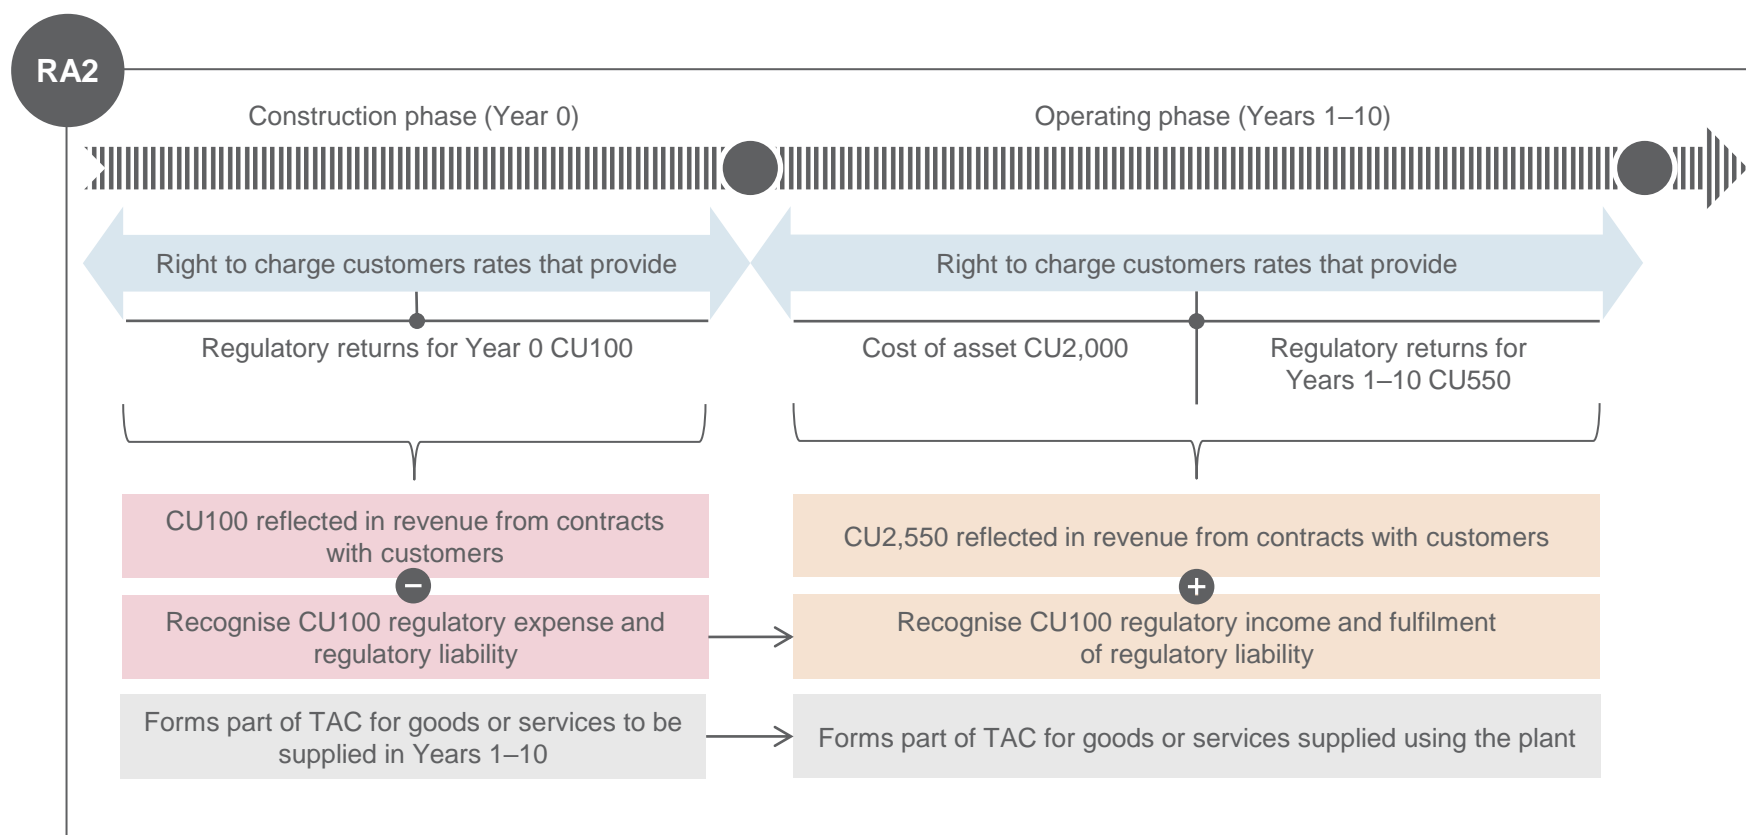 RA2
Construction phase (Year 0)
Operating phase (Years 1–10)
Right to charge customers rates that provide
Right to charge customers rates that provide
Regulatory returns for Year 0 CU100
Cost of asset CU2,000
Regulatory returns for
Years 1–10 CU550
CU100 reflected in revenue from contracts
with customers
CU2,550 reflected in revenue from contracts with customers
−
+
Recognise CU100 regulatory expense and
regulatory liability
Recognise CU100 regulatory income and fulfilment
of regulatory liability
Forms part of TAC for goods or services to be
supplied in Years 1–10
Forms part of TAC for goods or services supplied using the plant